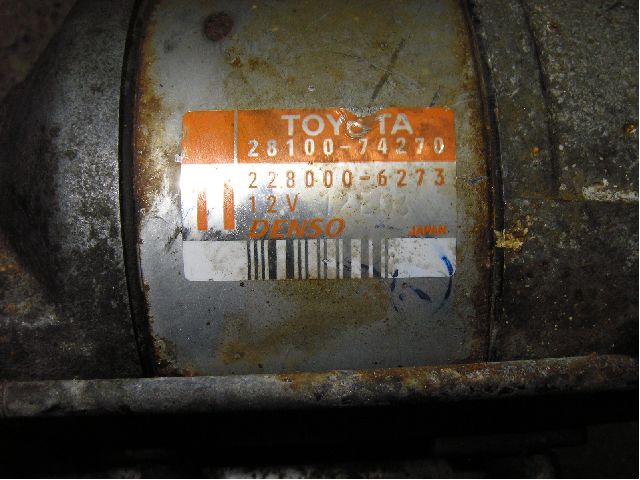 TOYOTA
28100-74270
228000-6273
12V
DENSO JAPAN